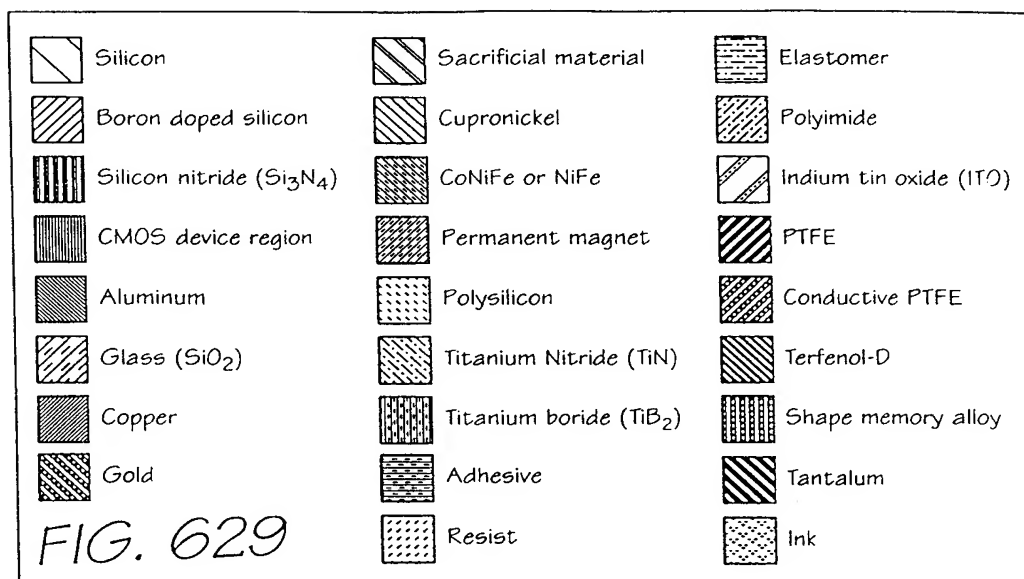 Silicon
Boron doped silicon
Silicon nitride (Si₃N₄)
CMOS device region
Aluminum
Glass (SiO₂)
Copper
Gold
FIG. 629
Sacrificial material
Cupronickel
CoNiFe or NiFe
Permanent magnet
Polysilicon
Titanium Nitride (TiN)
Titanium boride (TiB₂)
Adhesive
Resist
Elastomer
Polyimide
Indium tin oxide (ITO)
PTFE
Conductive PTFE
Terfenol-D
Shape memory alloy
Tantalum
Ink